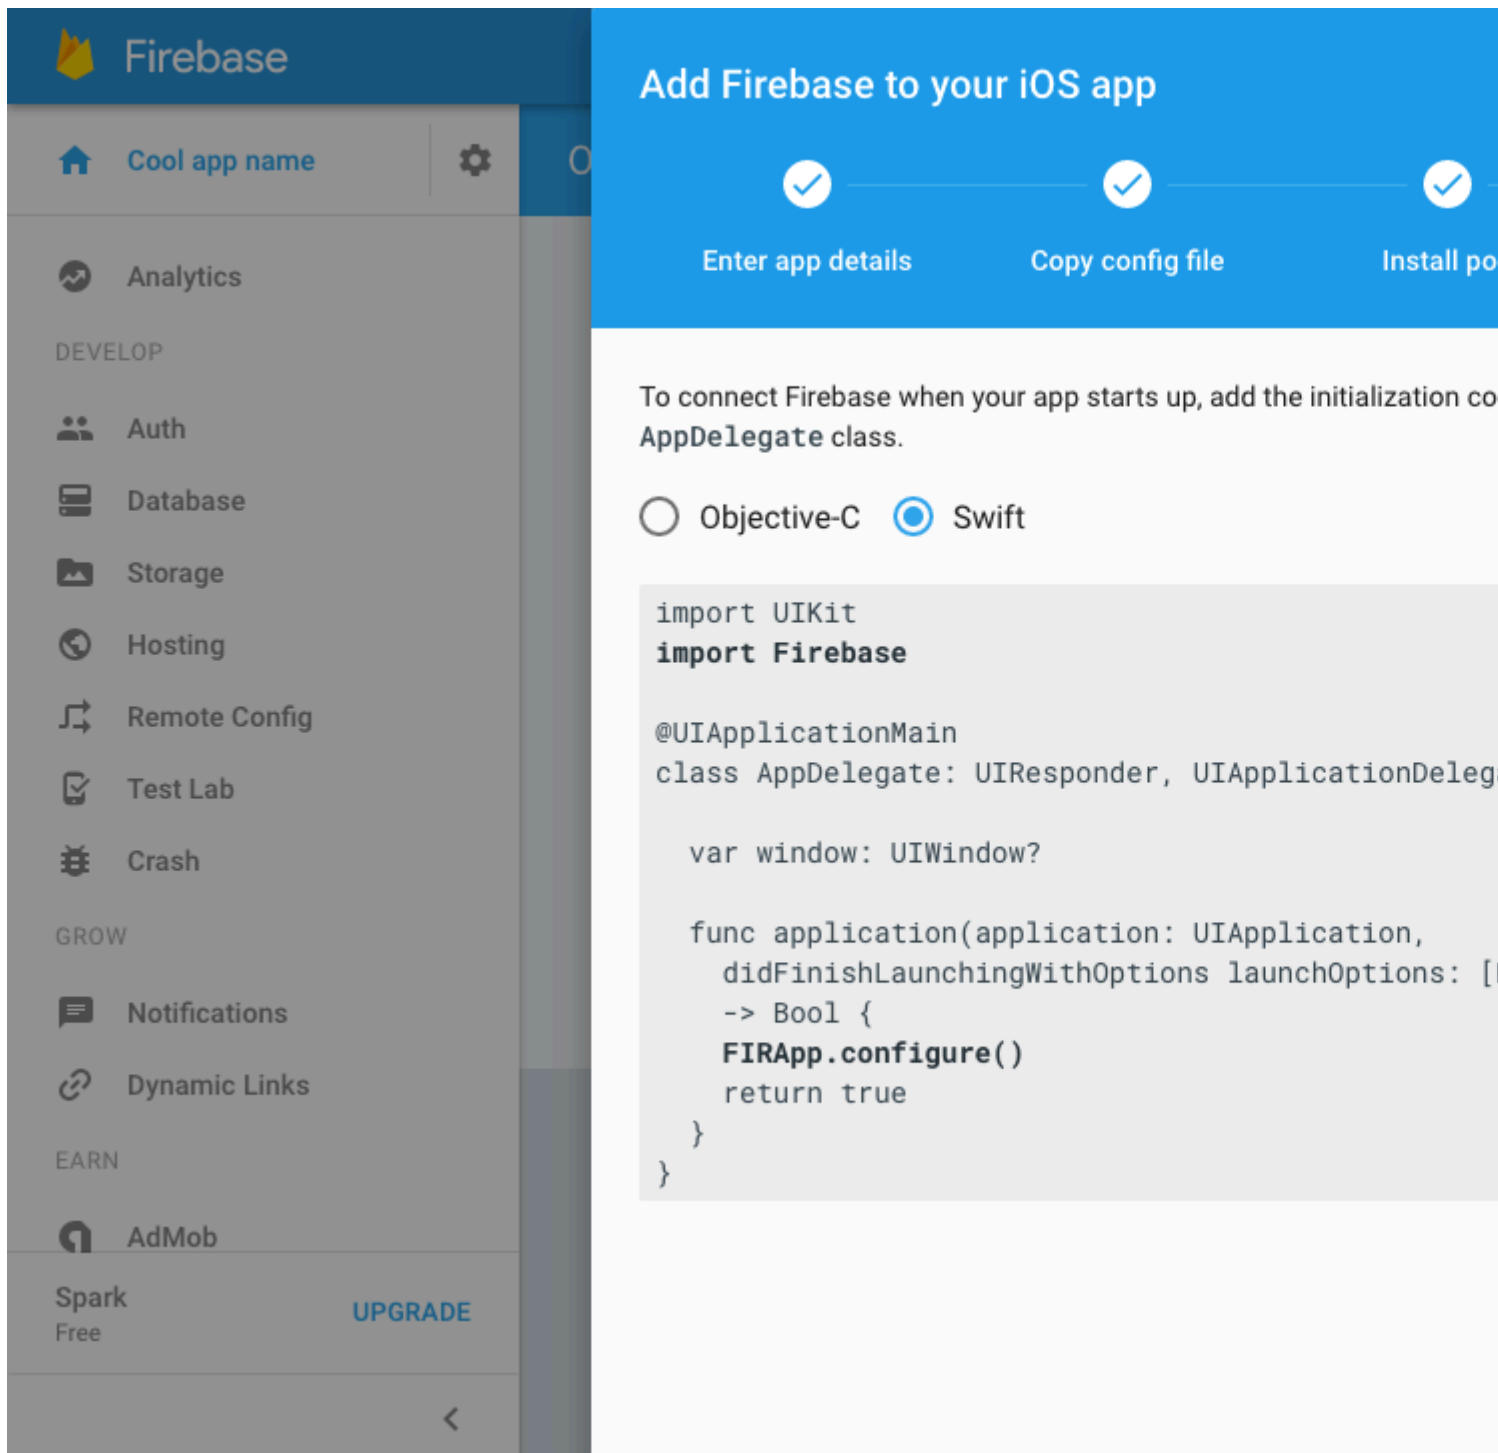 Firebase
Cool app name
Analytics
DEVELOP
Auth
Database
Storage
Hosting
Remote Config
Test Lab
Crash
GROW
Notifications
Dynamic Links
EARN
AdMob
Spark
Free
UPGRADE
Add Firebase to your iOS app
Enter app details
Copy config file
Install po
To connect Firebase when your app starts up, add the initialization co
AppDelegate class.
Objective-C Swift
import UIKit
import Firebase
@UIApplicationMain
class AppDelegate: UIResponder, UIApplicationDeleg
var window: UIWindow?
func application(application: UIApplication,
didFinishLaunchingWithOptions launchOptions: [
-> Bool {
FIRApp.configure()
return true
}
}